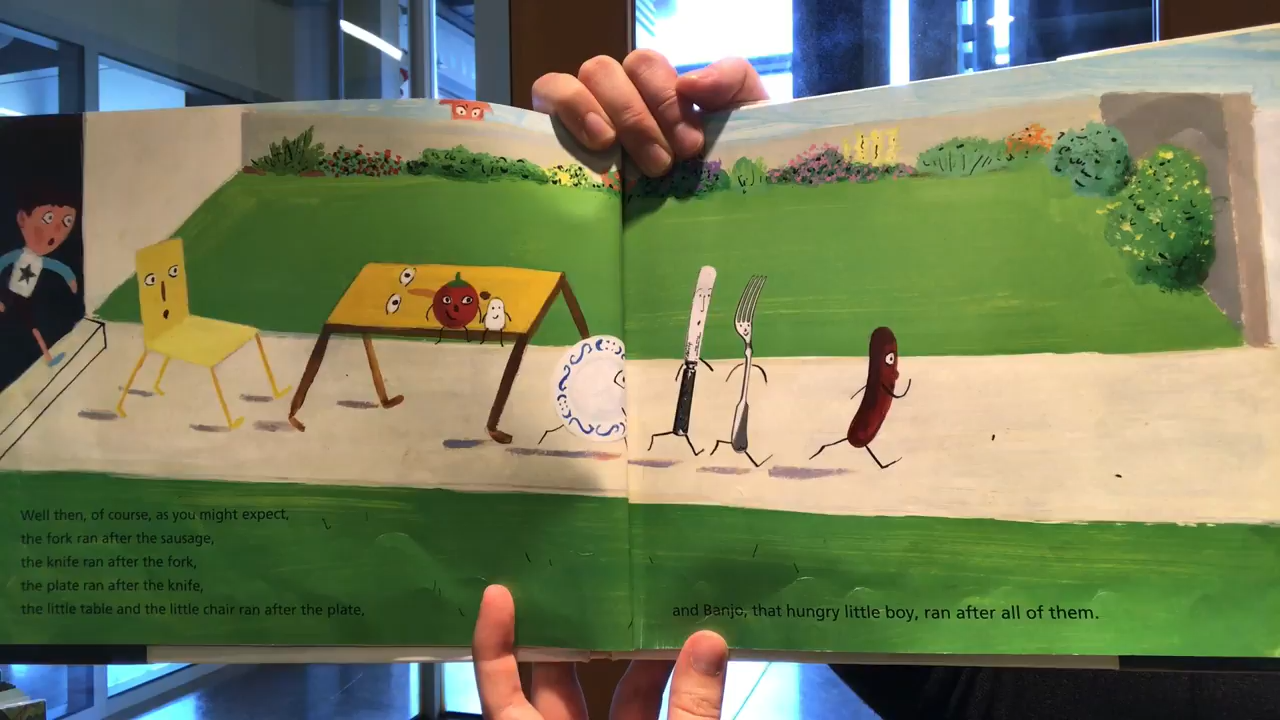 Well then, of course, as you might expect,
the fork ran after the sausage,
the knife ran after the fork,
the plate ran after the knife,
the little table and the little chair ran after the plate,
and Banjo, that hungry little boy, ran after all of them.